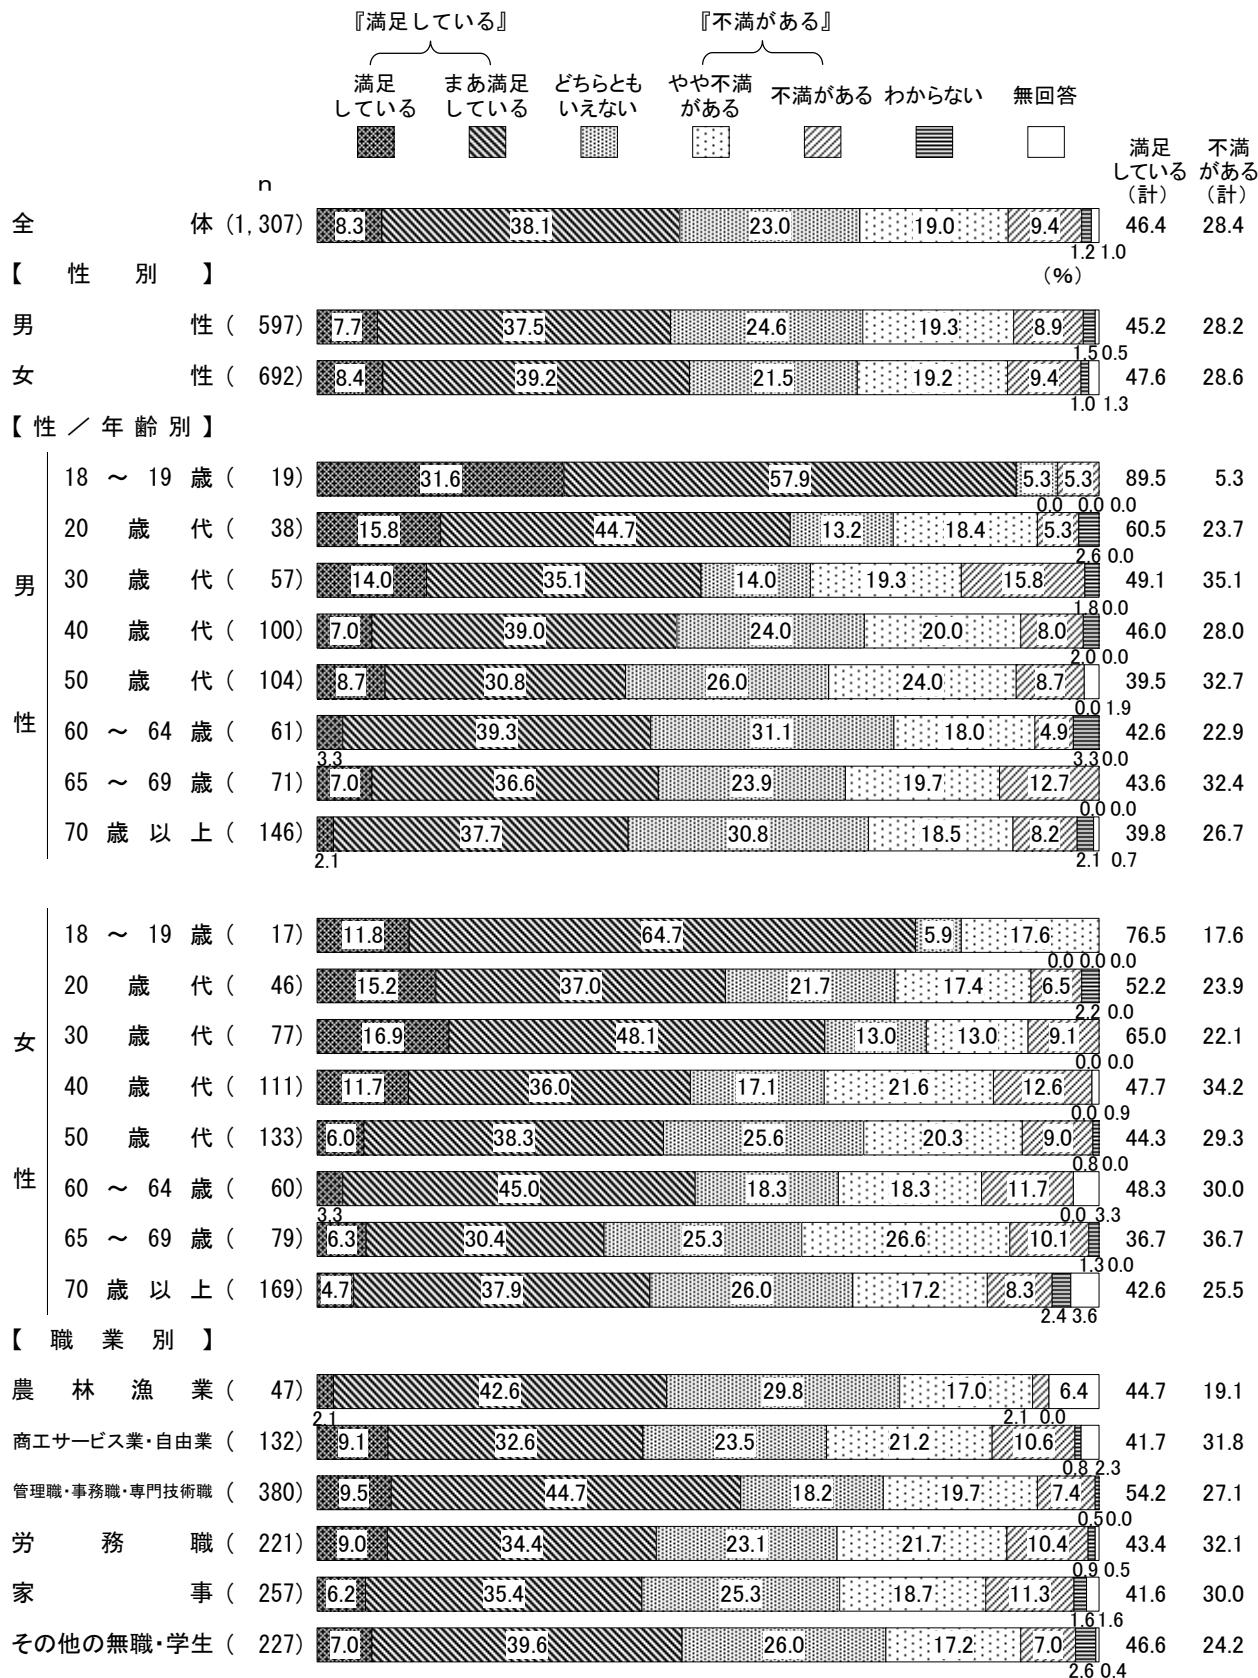 『満足している』 『不満がある』
満足している まあ満足している どちらともいえない やや不満がある 不満がある わからない 無回答
n 満足している（計） 不満がある（計）
全体 (1,307) 8.3 38.1 23.0 19.0 9.4 46.4 28.4
1.2 1.0
【性別】 （%）
男性 ( 597) 7.7 37.5 24.6 19.3 8.9 45.2 28.2
1.5 0.5
女性 ( 692) 8.4 39.2 21.5 19.2 9.4 47.6 28.6
1.0 1.3
【性／年齢別】
男性
18～19歳 ( 19) 31.6 57.9 5.3 5.3 89.5 5.3
0.0 0.0 0.0
20歳代 ( 38) 15.8 44.7 13.2 18.4 5.3 60.5 23.7
2.6 0.0
30歳代 ( 57) 14.0 35.1 14.0 19.3 15.8 49.1 35.1
1.8 0.0
40歳代 ( 100) 7.0 39.0 24.0 20.0 8.0 46.0 28.0
2.0 0.0
50歳代 ( 104) 8.7 30.8 26.0 24.0 8.7 39.5 32.7
0.0 1.9
60～64歳 ( 61) 39.3 31.1 18.0 4.9 42.6 22.9
3.3 3.3 0.0
65～69歳 ( 71) 7.0 36.6 23.9 19.7 12.7 43.6 32.4
0.0 0.0
70歳以上 ( 146) 37.7 30.8 18.5 8.2 39.8 26.7
2.1 2.1 0.7
女性
18～19歳 ( 17) 11.8 64.7 5.9 17.6 76.5 17.6
0.0 0.0 0.0
20歳代 ( 46) 15.2 37.0 21.7 17.4 6.5 52.2 23.9
2.2 0.0
30歳代 ( 77) 16.9 48.1 13.0 13.0 9.1 65.0 22.1
0.0 0.0
40歳代 ( 111) 11.7 36.0 17.1 21.6 12.6 47.7 34.2
0.0 0.9
50歳代 ( 133) 6.0 38.3 25.6 20.3 9.0 44.3 29.3
0.8 0.0
60～64歳 ( 60) 45.0 18.3 18.3 11.7 48.3 30.0
3.3 0.0 3.3
65～69歳 ( 79) 6.3 30.4 25.3 26.6 10.1 36.7 36.7
1.3 0.0
70歳以上 ( 169) 4.7 37.9 26.0 17.2 8.3 42.6 25.5
2.4 3.6
【職業別】
農林漁業 ( 47) 42.6 29.8 17.0 6.4 44.7 19.1
2.1 2.1 0.0
商工サービス業・自由業 ( 132) 9.1 32.6 23.5 21.2 10.6 41.7 31.8
0.8 2.3
管理職・事務職・専門技術職 ( 380) 9.5 44.7 18.2 19.7 7.4 54.2 27.1
0.5 0.0
労務職 ( 221) 9.0 34.4 23.1 21.7 10.4 43.4 32.1
0.9 0.5
家事 ( 257) 6.2 35.4 25.3 18.7 11.3 41.6 30.0
1.6 1.6
その他の無職・学生 ( 227) 7.0 39.6 26.0 17.2 7.0 46.6 24.2
2.6 0.4